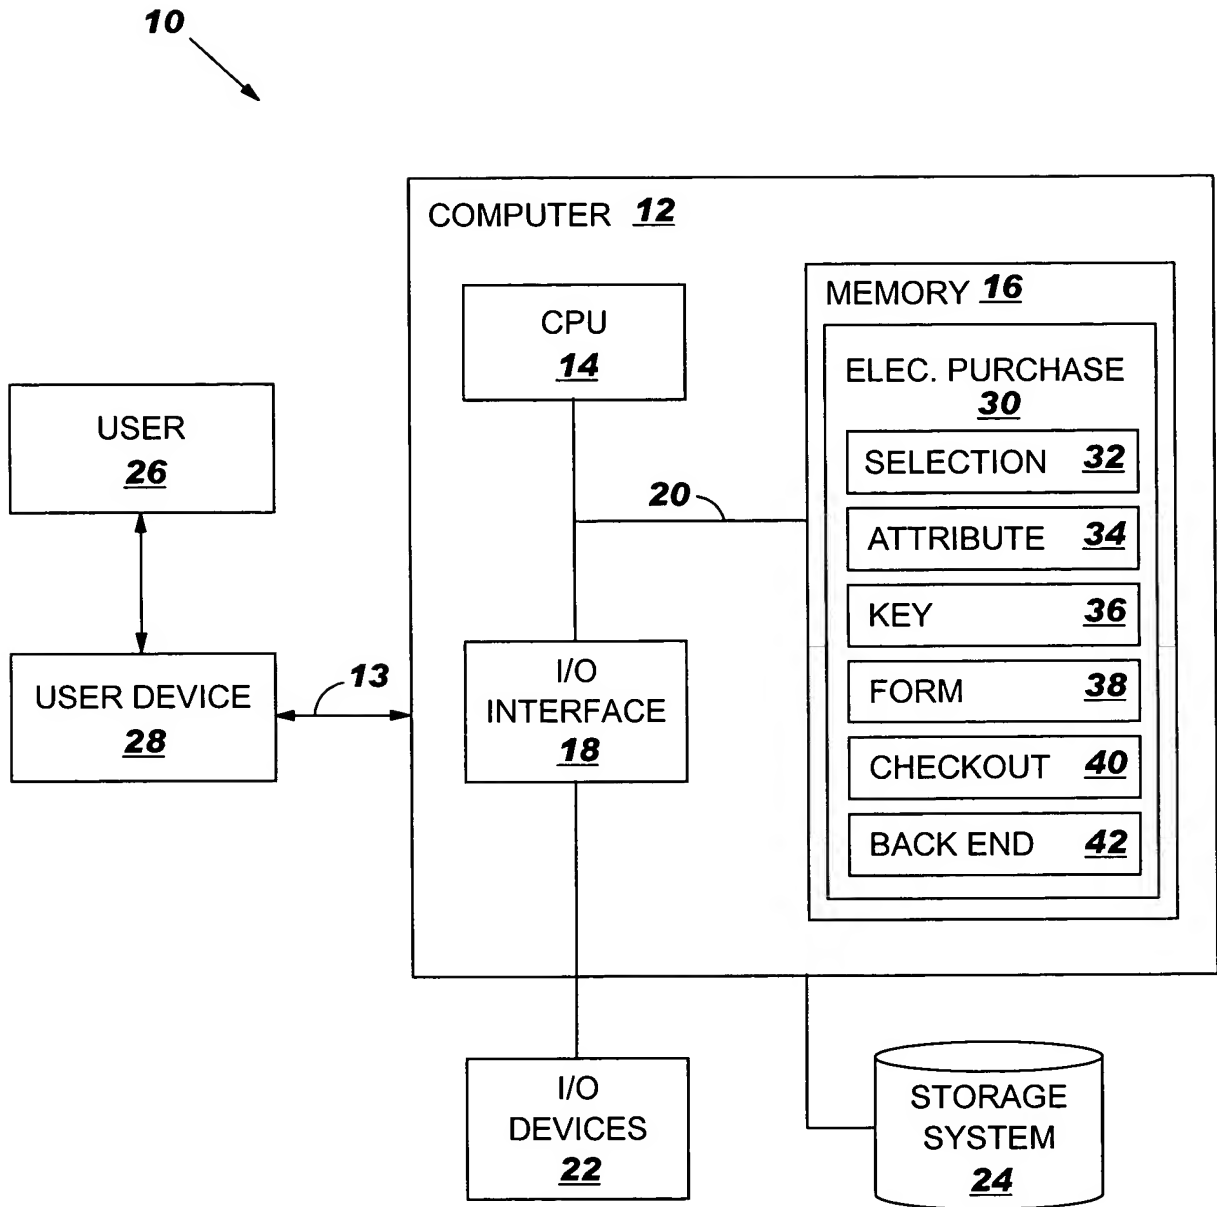 10
COMPUTER 12
CPU
14
MEMORY 16
ELEC. PURCHASE
30
SELECTION 32
ATTRIBUTE 34
KEY 36
FORM 38
CHECKOUT 40
BACK END 42
20
USER
26
USER DEVICE
28
13
I/O
INTERFACE
18
I/O
DEVICES
22
STORAGE
SYSTEM
24